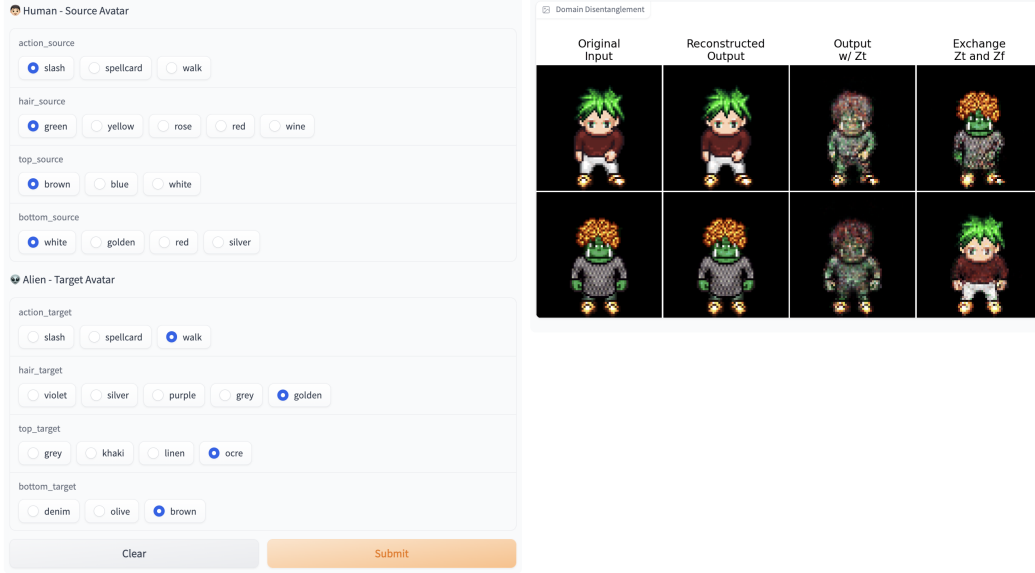 Human - Source Avatar
action_source
slash spellcard walk
hair_source
green yellow rose red wine
top_source
brown blue white
bottom_source
white golden red silver
Alien - Target Avatar
action_target
slash spellcard walk
hair_target
violet silver purple grey golden
top_target
grey khaki linen ocre
bottom_target
denim olive brown
Clear Submit
Domain Disentanglement
Original Reconstructed Output Exchange
Input Output w/ Zt Zt and Zf